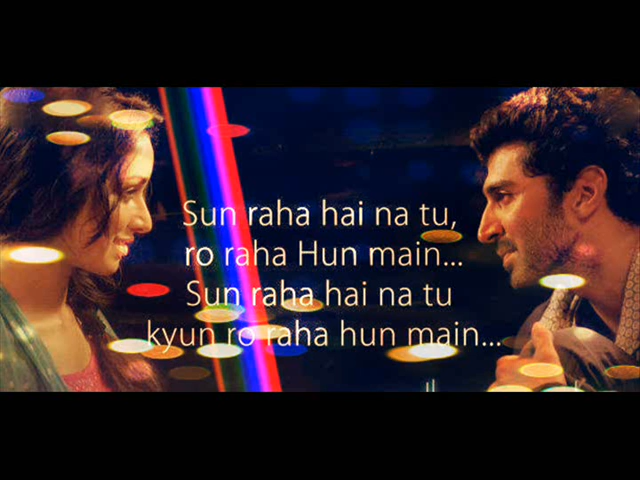 Sun raha hai na tu,
ro raha Hun main...
Sun raha hai na tu
kyun ro raha hun main...